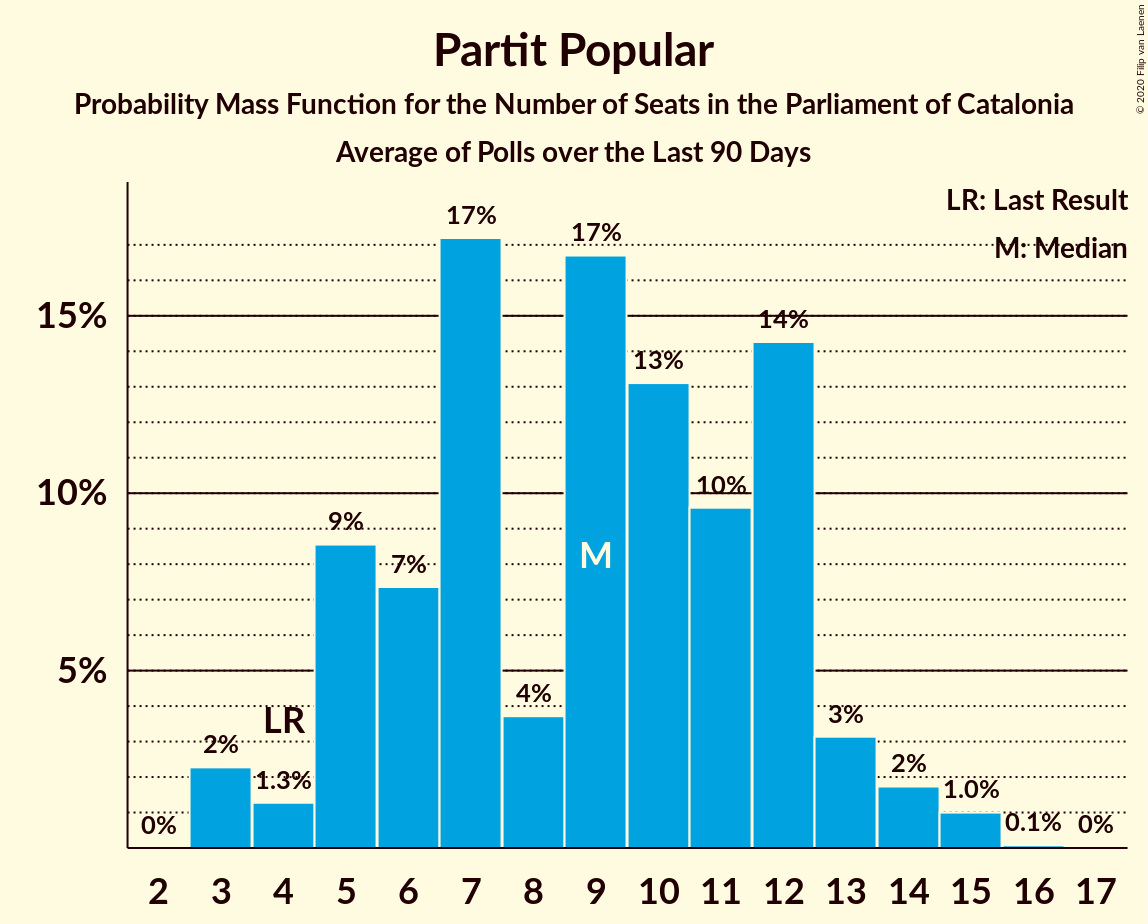 Partit Popular
Probability Mass Function for the Number of Seats in the Parliament of Catalonia
Average of Polls over the Last 90 Days
© 2020 Filip van Laenen
LR: Last Result
M: Median
15%
10%
5%
0%
2%
1.3%
LR
9%
7%
17%
4%
17%
M
13%
10%
14%
3%
2%
1.0%
0.1%
0%
2 3 4 5 6 7 8 9 10 11 12 13 14 15 16 17